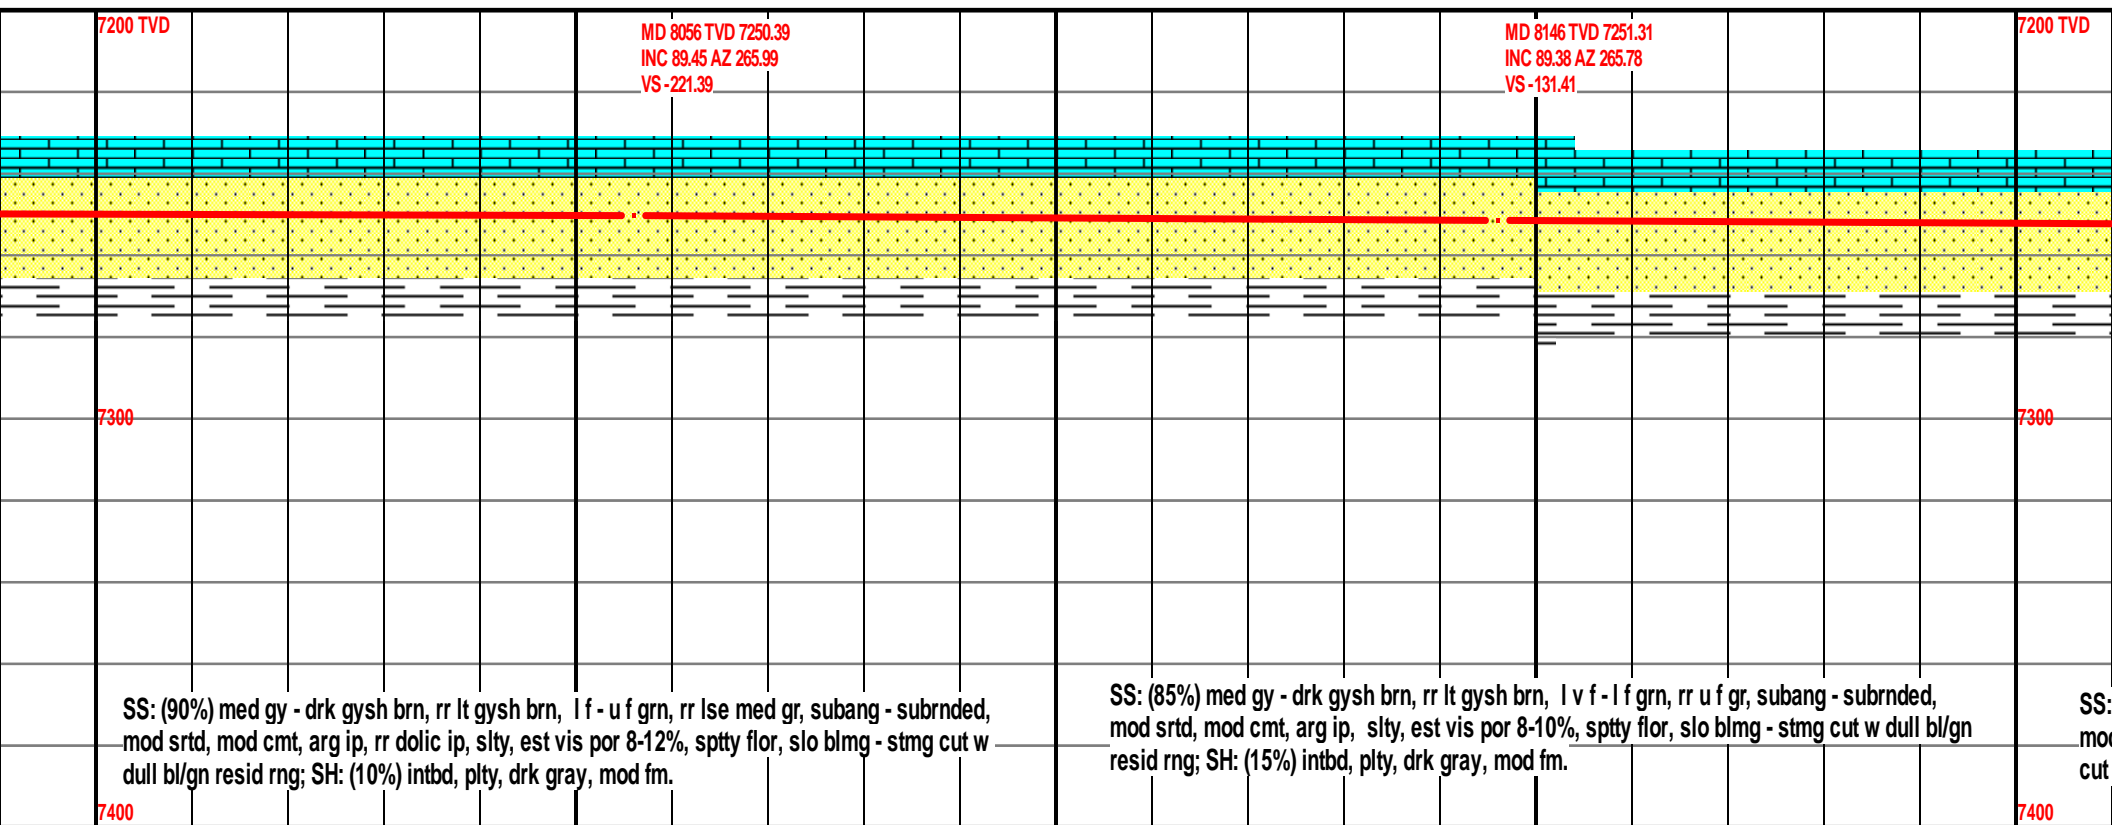 7200 TVD
MD 8056 TVD 7250.39
INC 89.45 AZ 265.99
VS -221.39
MD 8146 TVD 7251.31
INC 89.38 AZ 265.78
VS -131.41
7200 TVD
7300
7300
SS: (90%) med gy - drk gysh brn, rr lt gysh brn, l f - u f grn, rr lse med gr, subang - subrnded,
mod srtd, mod cmt, arg ip, rr dolic ip, slty, est vis por 8-12%, sptty flor, slo blmg - stmg cut w
dull bl/gn resid rng; SH: (10%) intbd, plty, drk gray, mod fm.
SS: (85%) med gy - drk gysh brn, rr lt gysh brn, l v f - l f grn, rr u f gr, subang - subrnded,
mod srtd, mod cmt, arg ip, slty, est vis por 8-10%, sptty flor, slo blmg - stmg cut w dull bl/gn
resid rng; SH: (15%) intbd, plty, drk gray, mod fm.
SS:
mod
cut
7400
7400